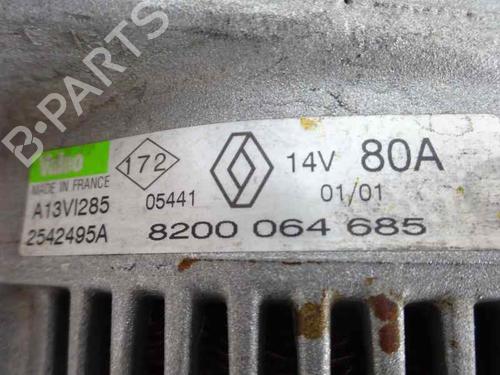 B-PARTS
Valeo
172
14V 80A
MADE IN FRANCE
A13VI285
05441
01/01
2542495A
8200 064 685